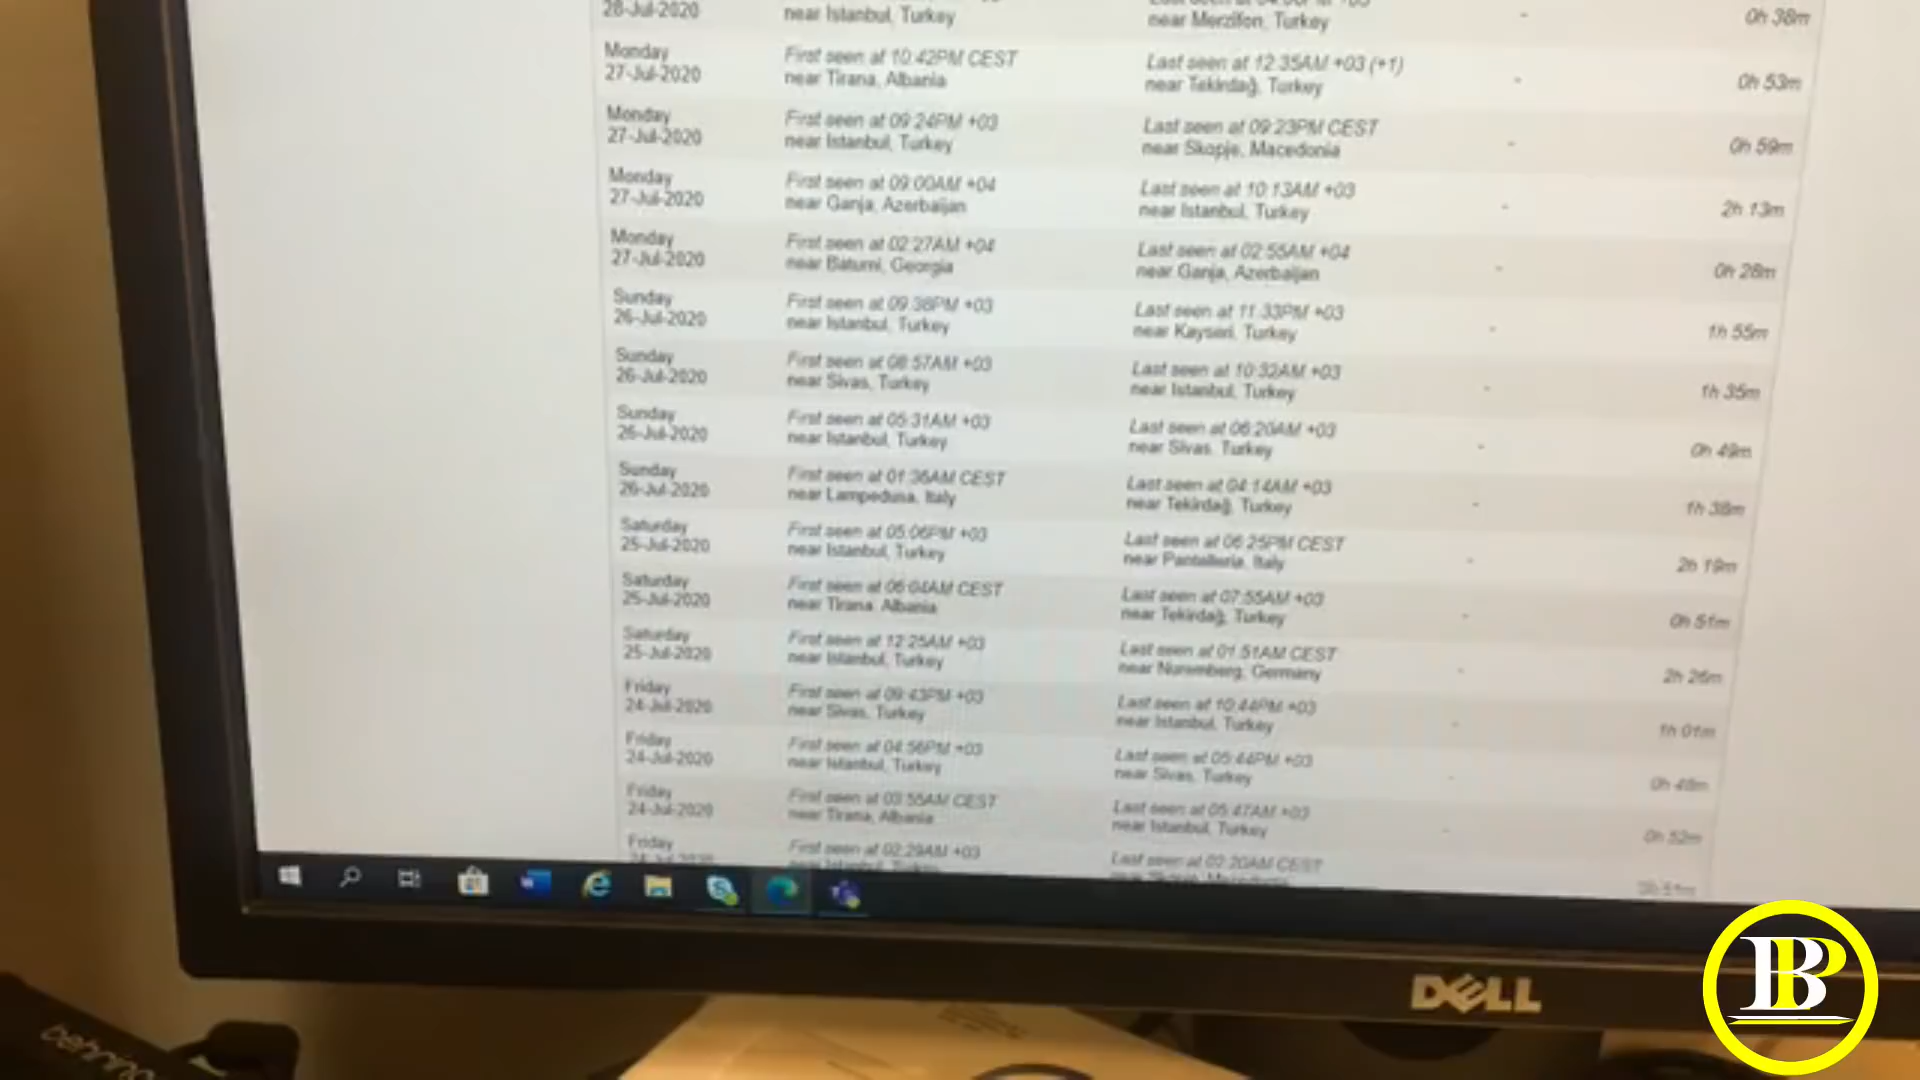 28-Jul-2020 near Istanbul, Turkey near Merzifon, Turkey - 0h 38m
Monday First seen at 10:42PM CEST Last seen at 12:35AM +03 (+1)
27-Jul-2020 near Tirana, Albania near Tekirdağ, Turkey - 0h 53m
Monday First seen at 09:24PM +03 Last seen at 09:23PM CEST
27-Jul-2020 near Istanbul, Turkey near Skopje, Macedonia - 0h 59m
Monday First seen at 09:00AM +04 Last seen at 10:13AM +03
27-Jul-2020 near Ganja, Azerbaijan near Istanbul, Turkey - 2h 13m
Monday First seen at 02:27AM +04 Last seen at 02:55AM +04
27-Jul-2020 near Batumi, Georgia near Ganja, Azerbaijan - 0h 28m
Sunday First seen at 09:38PM +03 Last seen at 11:33PM +03
26-Jul-2020 near Istanbul, Turkey near Kayseri, Turkey - 1h 55m
Sunday First seen at 08:57AM +03 Last seen at 10:32AM +03
26-Jul-2020 near Sivas, Turkey near Istanbul, Turkey - 1h 35m
Sunday First seen at 05:31AM +03 Last seen at 06:20AM +03
26-Jul-2020 near Istanbul, Turkey near Sivas, Turkey - 0h 49m
Sunday First seen at 01:36AM CEST Last seen at 04:14AM +03
26-Jul-2020 near Lampedusa, Italy near Tekirdağ, Turkey - 1h 38m
Saturday First seen at 05:06PM +03 Last seen at 06:25PM CEST
25-Jul-2020 near Istanbul, Turkey near Pantelleria, Italy - 2h 19m
Saturday First seen at 06:04AM CEST Last seen at 07:55AM +03
25-Jul-2020 near Tirana, Albania near Tekirdağ, Turkey - 0h 51m
Saturday First seen at 12:25AM +03 Last seen at 01:51AM CEST
25-Jul-2020 near Istanbul, Turkey near Nuremberg, Germany - 2h 26m
Friday First seen at 09:43PM +03 Last seen at 10:44PM +03
24-Jul-2020 near Sivas, Turkey near Istanbul, Turkey - 1h 01m
Friday First seen at 04:56PM +03 Last seen at 05:44PM +03
24-Jul-2020 near Istanbul, Turkey near Sivas, Turkey - 0h 48m
Friday First seen at 03:55AM CEST Last seen at 05:47AM +03
24-Jul-2020 near Tirana, Albania near Istanbul, Turkey - 0h 52m
Friday First seen at 02:29AM +03 Last seen at 02:20AM CEST
DELL
BP